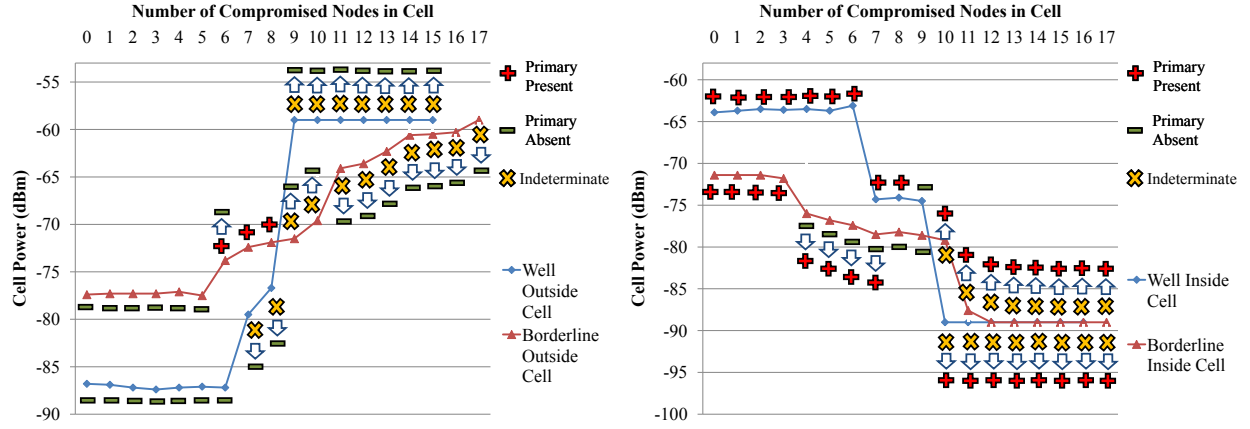 Number of Compromised Nodes in Cell
0 1 2 3 4 5 6 7 8 9 10 11 12 13 14 15 16 17
Cell Power (dBm)
-55
-60
-65
-70
-75
-80
-85
-90
Primary
Present
Primary
Absent
Indeterminate
Well
Outside
Cell
Borderline
Outside
Cell
Number of Compromised Nodes in Cell
0 1 2 3 4 5 6 7 8 9 10 11 12 13 14 15 16 17
Cell Power (dBm)
-60
-65
-70
-75
-80
-85
-90
-95
-100
Primary
Present
Primary
Absent
Indeterminate
Well Inside
Cell
Borderline
Inside Cell